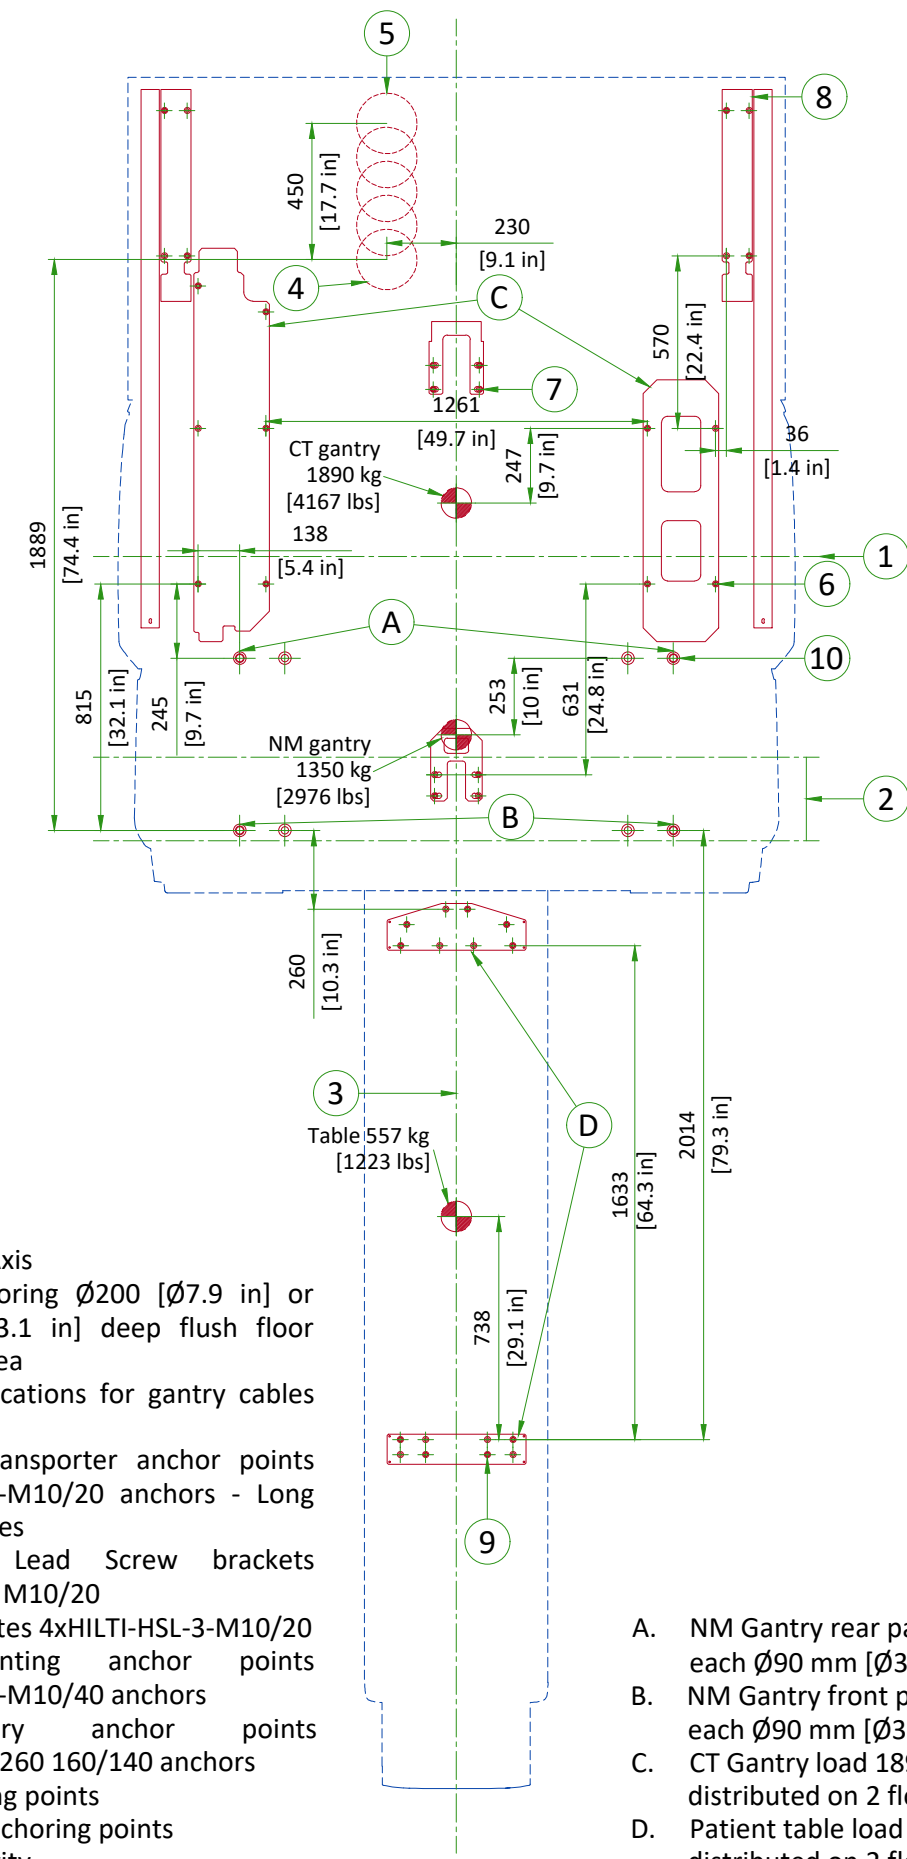 5
8
450
[17.7 in]
230
[9.1 in]
4
C
570
[22.4 in]
7
1261
[49.7 in]
36
[1.4 in]
CT gantry
1890 kg
[4167 lbs]
247
[9.7 in]
1889
[74.4 in]
138
[5.4 in]
1
6
A
10
815
[32.1 in]
245
[9.7 in]
253
[10 in]
631
[24.8 in]
NM gantry
1350 kg
[2976 lbs]
2
B
260
[10.3 in]
3
D
Table 557 kg
[1223 lbs]
1633
[64.3 in]
2014
[79.3 in]
738
[29.1 in]
9
oring Ø200 [Ø7.9 in] or
3.1 in] deep flush floor
cations for gantry cables
ansporter anchor points
-M10/20 anchors - Long
es
Lead Screw brackets
M10/20
tes 4xHILTI-HSL-3-M10/20
nting anchor points
-M10/40 anchors
ry anchor points
260 160/140 anchors
ng points
choring points
A. NM Gantry rear pa
each Ø90 mm [Ø3
B. NM Gantry front p
each Ø90 mm [Ø3
C. CT Gantry load 189
distributed on 2 flo
D. Patient table load